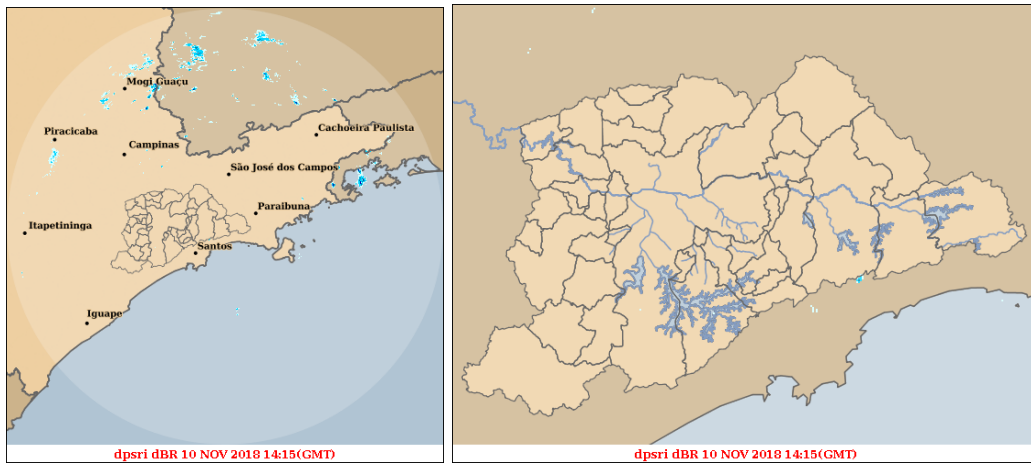 Mogi Guaçu
Piracicaba
Cachoeira Paulista
Campinas
São José dos Campos
Paraibuna
Itapetininga
Santos
Iguape
dpsri dBR 10 NOV 2018 14:15(GMT)
dpsri dBR 10 NOV 2018 14:15(GMT)